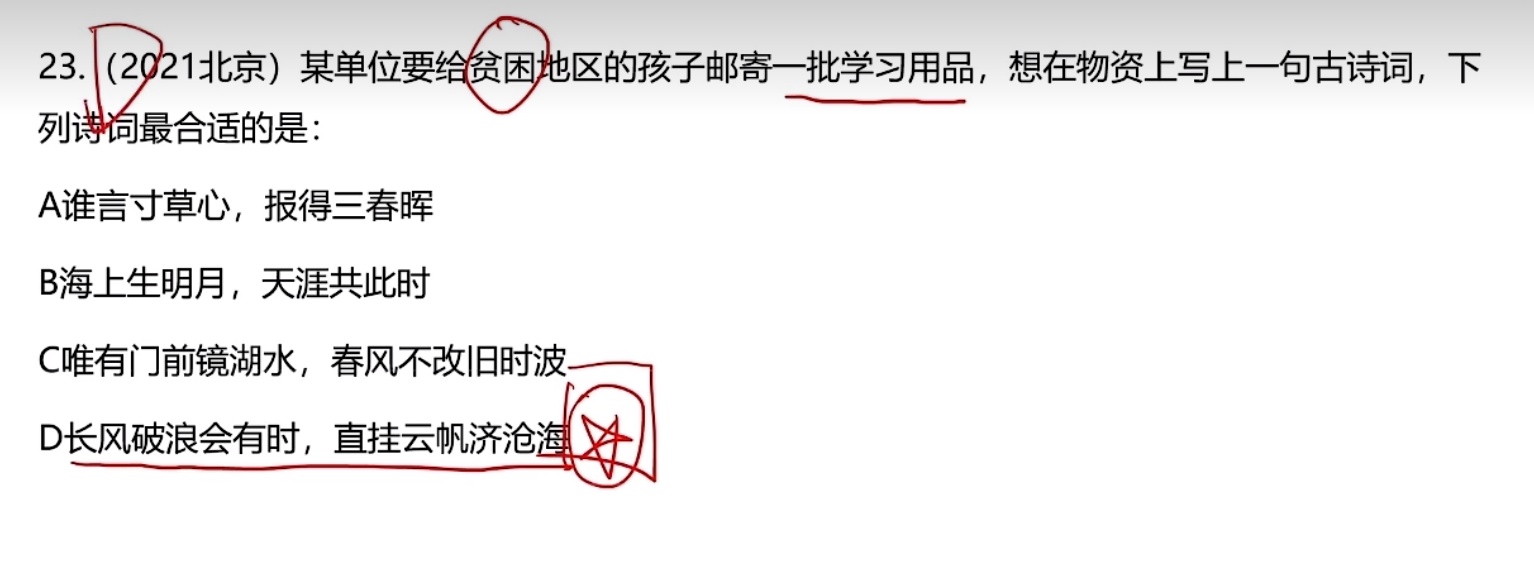 23.（2021北京）某单位要给贫困地区的孩子邮寄一批学习用品，想在物资上写上一句古诗词，下
列诗词最合适的是：
A谁言寸草心，报得三春晖
B海上生明月，天涯共此时
C唯有门前镜湖水，春风不改旧时波
D长风破浪会有时，直挂云帆济沧海